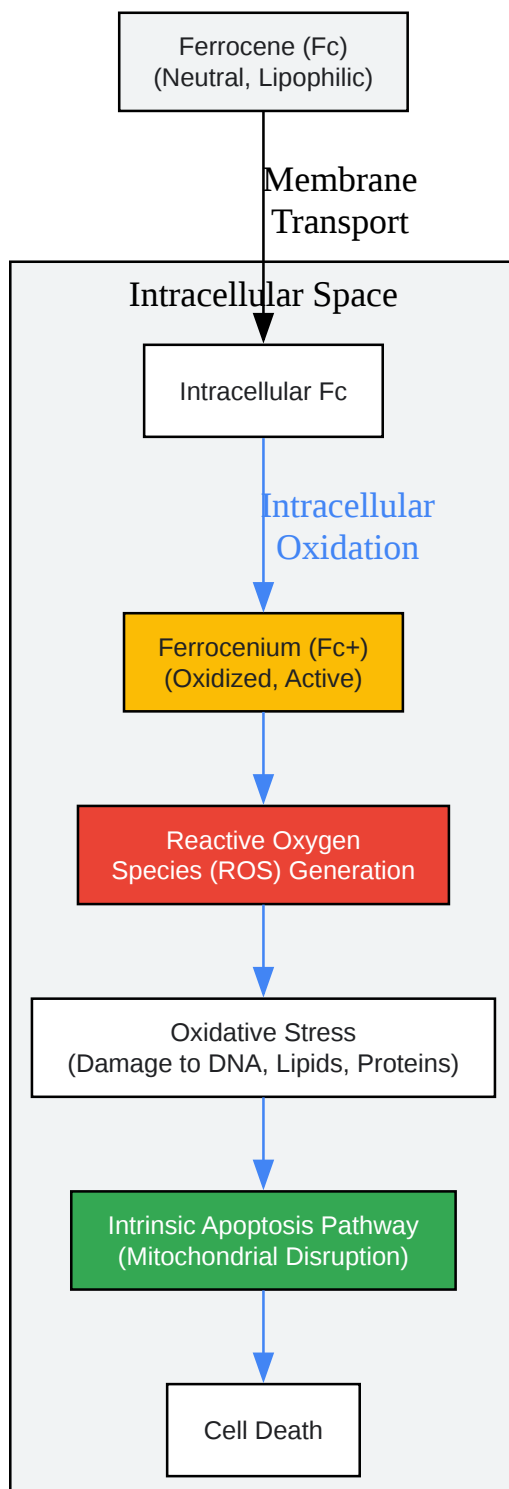 Ferrocene (Fc)
(Neutral, Lipophilic)
Membrane
Transport
Intracellular Space
Intracellular Fc
Intracellular
Oxidation
Ferrocenium (Fc+)
(Oxidized, Active)
Reactive Oxygen
Species (ROS) Generation
Oxidative Stress
(Damage to DNA, Lipids, Proteins)
Intrinsic Apoptosis Pathway
(Mitochondrial Disruption)
Cell Death